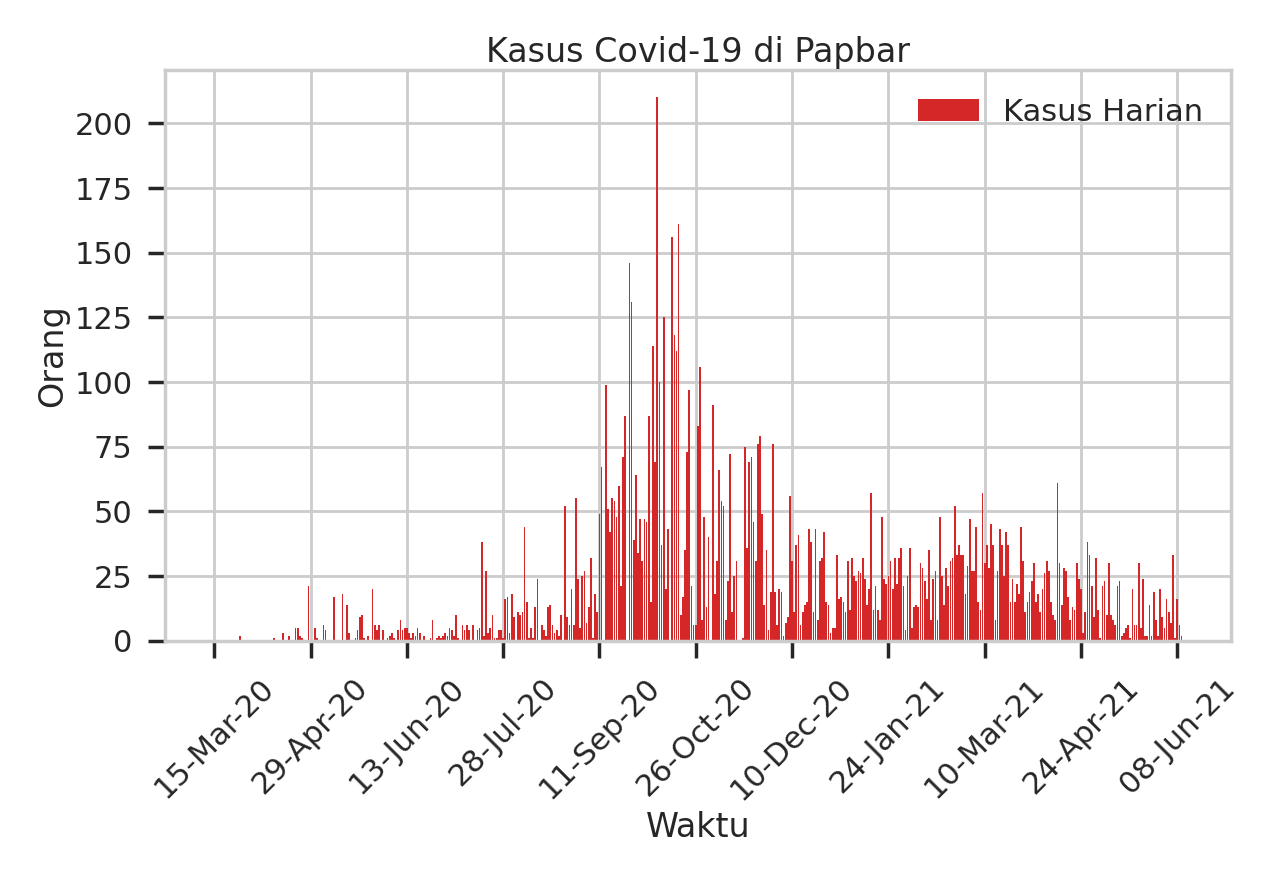 Kasus Covid-19 di Papbar
Kasus Harian
Orang
200
175
150
125
100
75
50
25
0
15-Mar-20
29-Apr-20
13-Jun-20
28-Jul-20
11-Sep-20
26-Oct-20
10-Dec-20
24-Jan-21
10-Mar-21
24-Apr-21
08-Jun-21
Waktu